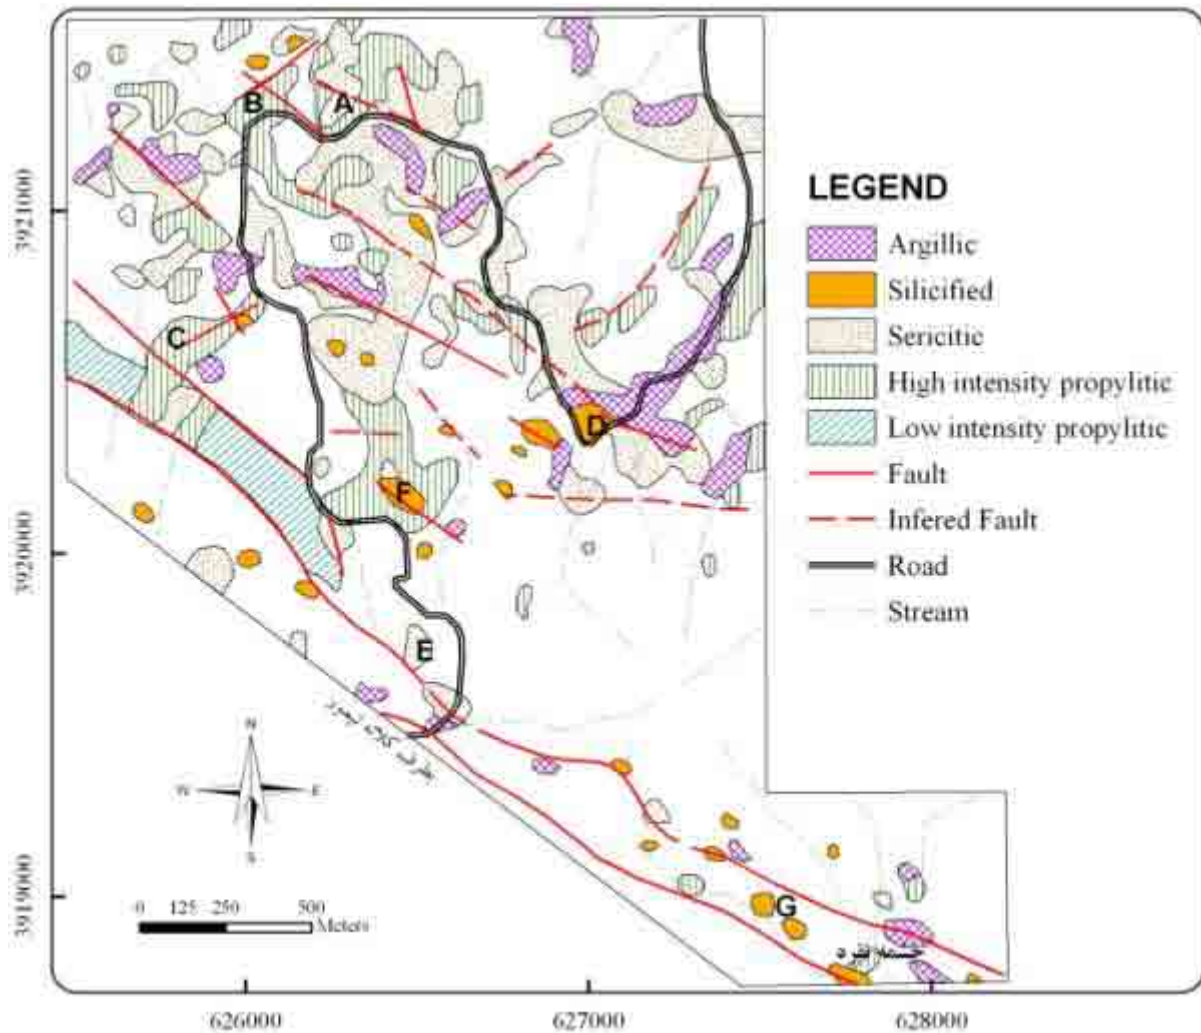 B
A
C
D
F
E
G
LEGEND
Argillic
Silicified
Sericitic
High intensity propylitic
Low intensity propylitic
Fault
Infered Fault
Road
Stream
3921000
3920000
3919000
N
W E
S
0 125 250 500
Meters
626000 627000 628000